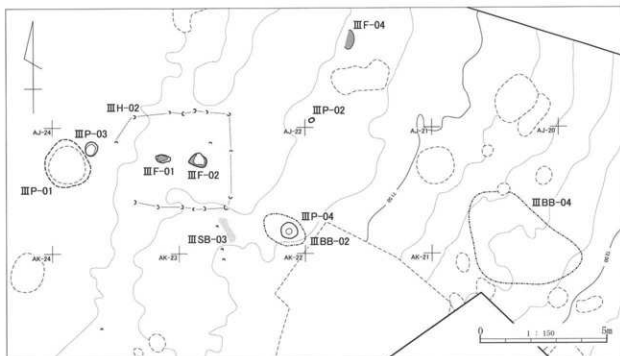 ⅢF-04
ⅢH-02
ⅢP-02
AJ-24
ⅢP-03
AJ-22
AJ-21
AJ-20
ⅢF-01
ⅢF-02
ⅢP-01
ⅢBB-04
ⅢP-04
ⅢSB-03
ⅢBB-02
AK-24
AK-23
AK-22
AK-21
1 : 150
0
5m